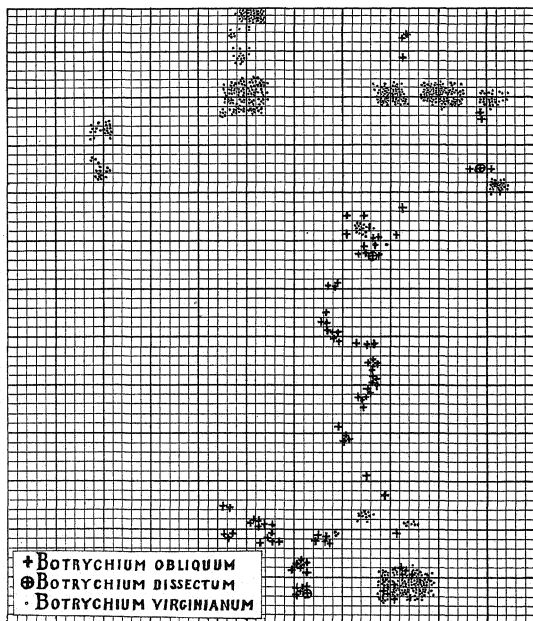 + BOTRYCHIUM OBLIQUUM
⊕ BOTRYCHIUM DISSECTUM
· BOTRYCHIUM VIRGINIANUM